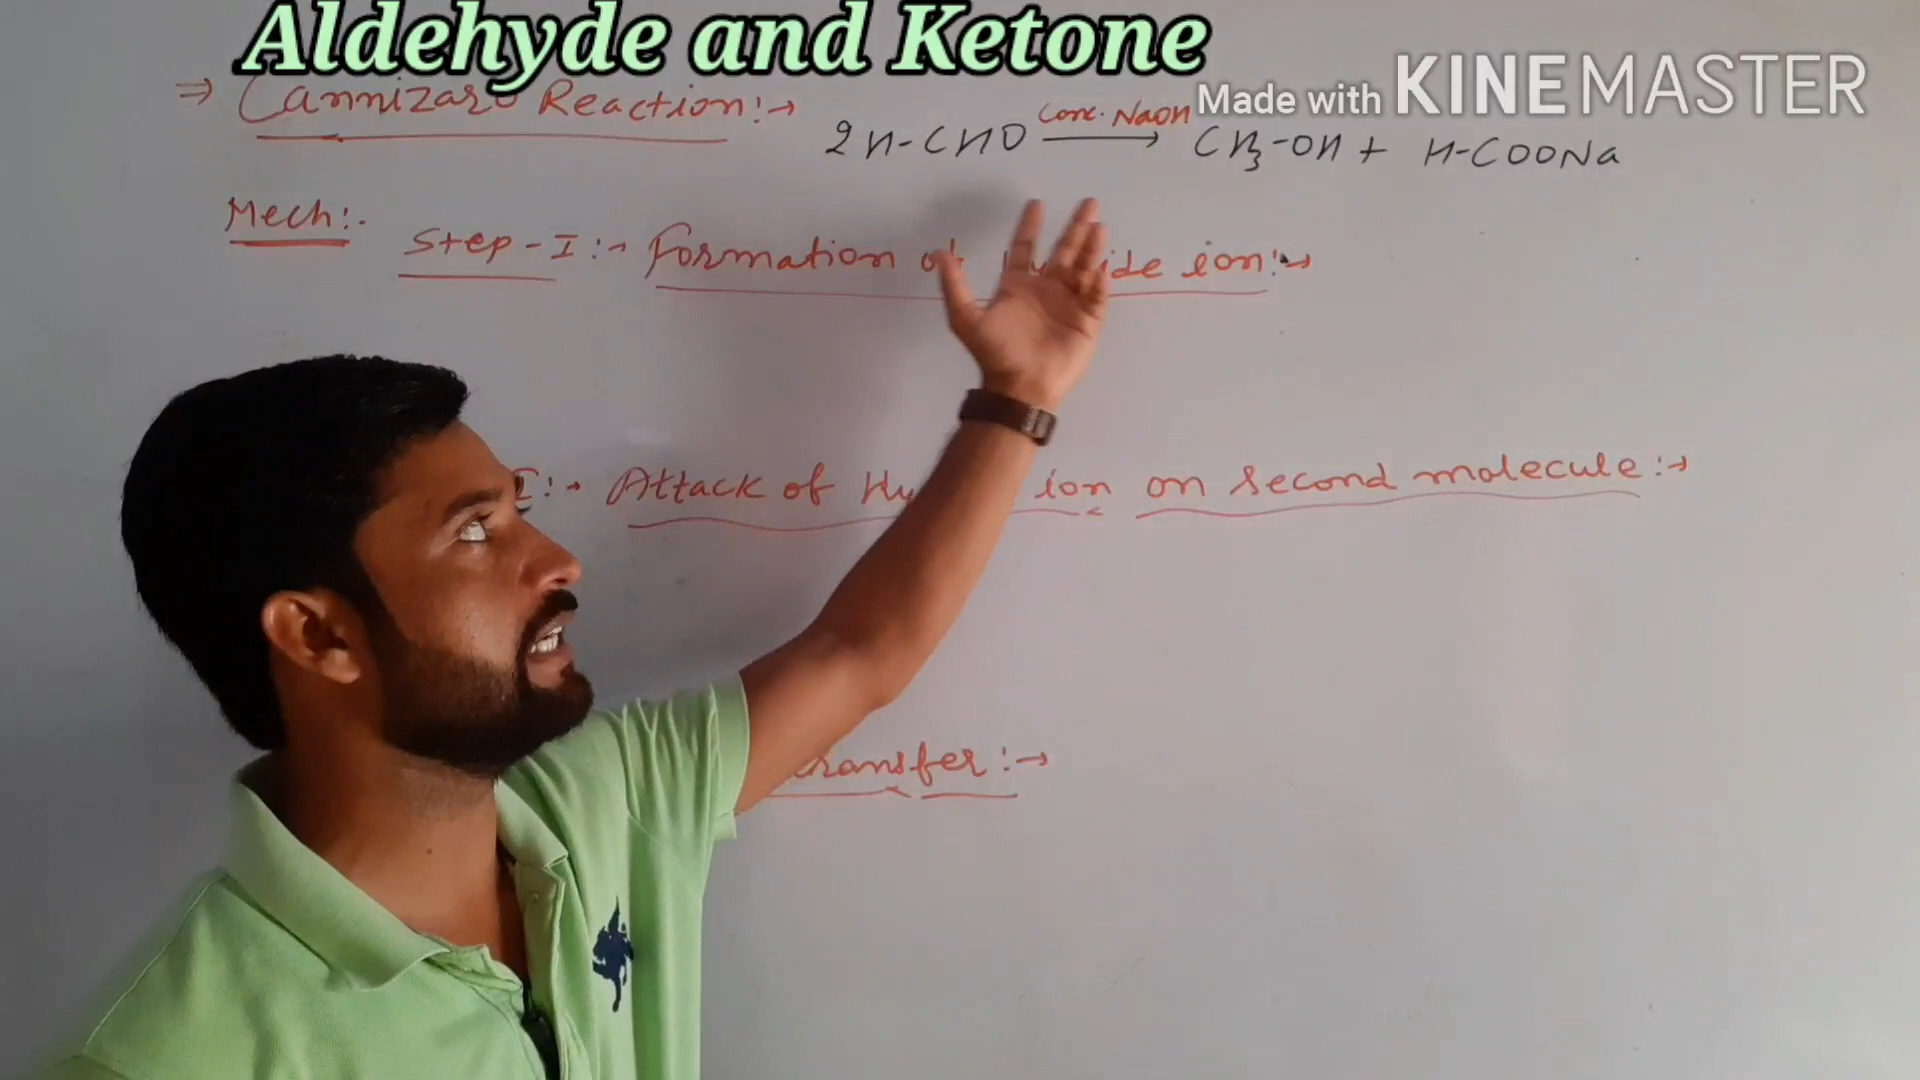 Aldehyde and Ketone
Made with KINEMASTER
⇒ Cannizaro Reaction:→
2H-CHO —Conc. NaOH→ CH3-OH + H-COONa
Mech:-
Step-I:→ Formation of ion:→
I:→ Attack of ion on second molecule:→
transfer:→